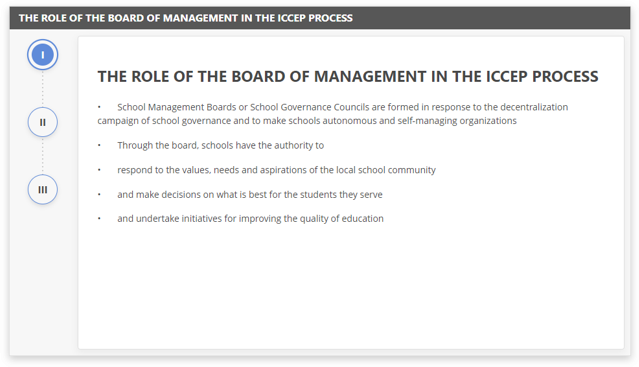 THE ROLE OF THE BOARD OF MANAGEMENT IN THE ICCEP PROCESS
I
II
III
THE ROLE OF THE BOARD OF MANAGEMENT IN THE ICCEP PROCESS
• School Management Boards or School Governance Councils are formed in response to the decentralization
campaign of school governance and to make schools autonomous and self-managing organizations
• Through the board, schools have the authority to
• respond to the values, needs and aspirations of the local school community
• and make decisions on what is best for the students they serve
• and undertake initiatives for improving the quality of education